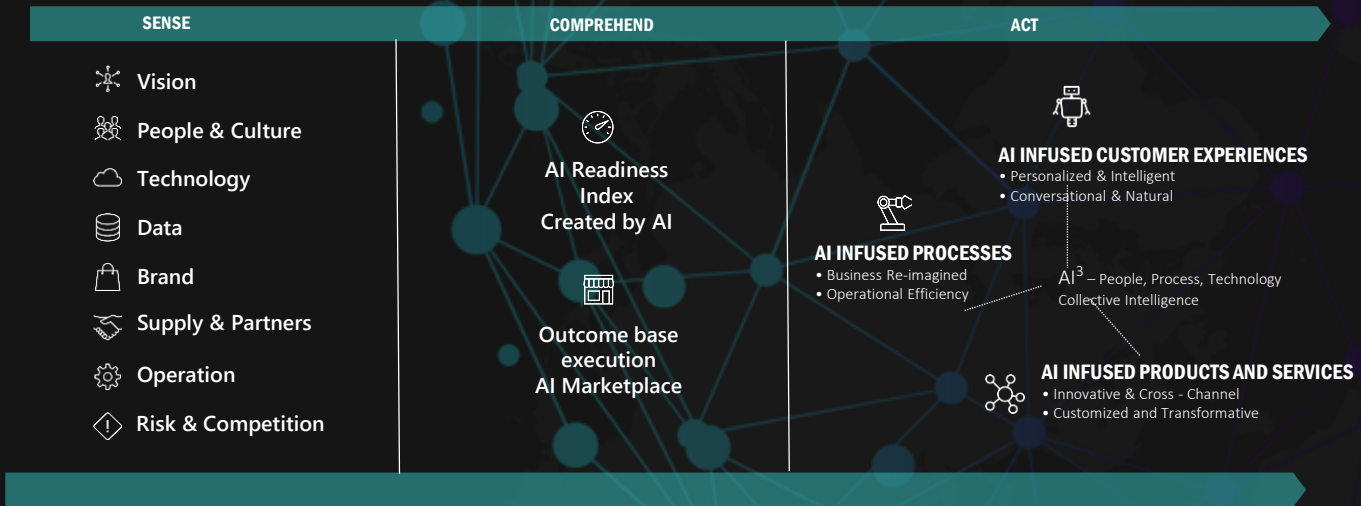 SENSE
COMPREHEND
ACT
Vision
People & Culture
Technology
Data
Brand
Supply & Partners
Operation
Risk & Competition
AI Readiness
Index
Created by AI
Outcome base
execution
AI Marketplace
AI INFUSED CUSTOMER EXPERIENCES
• Personalized & Intelligent
• Conversational & Natural
AI INFUSED PROCESSES
• Business Re-imagined
• Operational Efficiency
AI³ – People, Process, Technology
Collective Intelligence
AI INFUSED PRODUCTS AND SERVICES
• Innovative & Cross - Channel
• Customized and Transformative